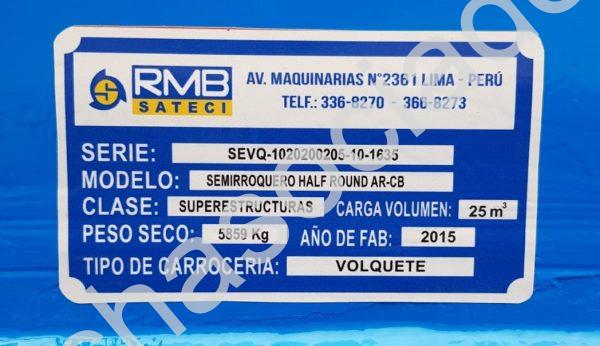 RMB
SATECI
AV. MAQUINARIAS N°2361 LIMA - PERÚ
TELF.: 336-8270 - 366-8273
SERIE: SEVQ-1020200205-10-1635
MODELO: SEMIRROQUERO HALF ROUND AR-CB
CLASE: SUPERESTRUCTURAS CARGA VOLUMEN: 25 m³
PESO SECO: 5859 Kg AÑO DE FAB: 2015
TIPO DE CARROCERIA: VOLQUETE